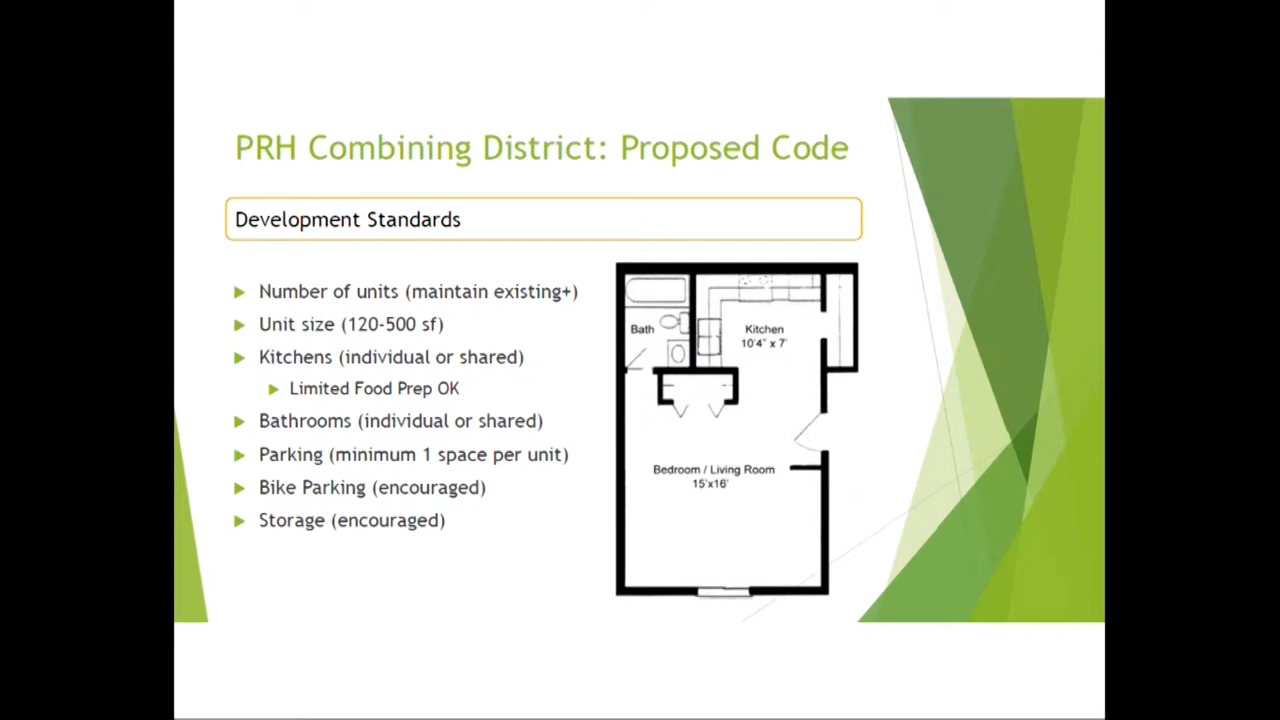 PRH Combining District: Proposed Code
Development Standards
Number of units (maintain existing+)
Unit size (120-500 sf)
Kitchens (individual or shared)
Limited Food Prep OK
Bathrooms (individual or shared)
Parking (minimum 1 space per unit)
Bike Parking (encouraged)
Storage (encouraged)
Bath
Kitchen
10'4" x 7'
Bedroom / Living Room
15'x16'